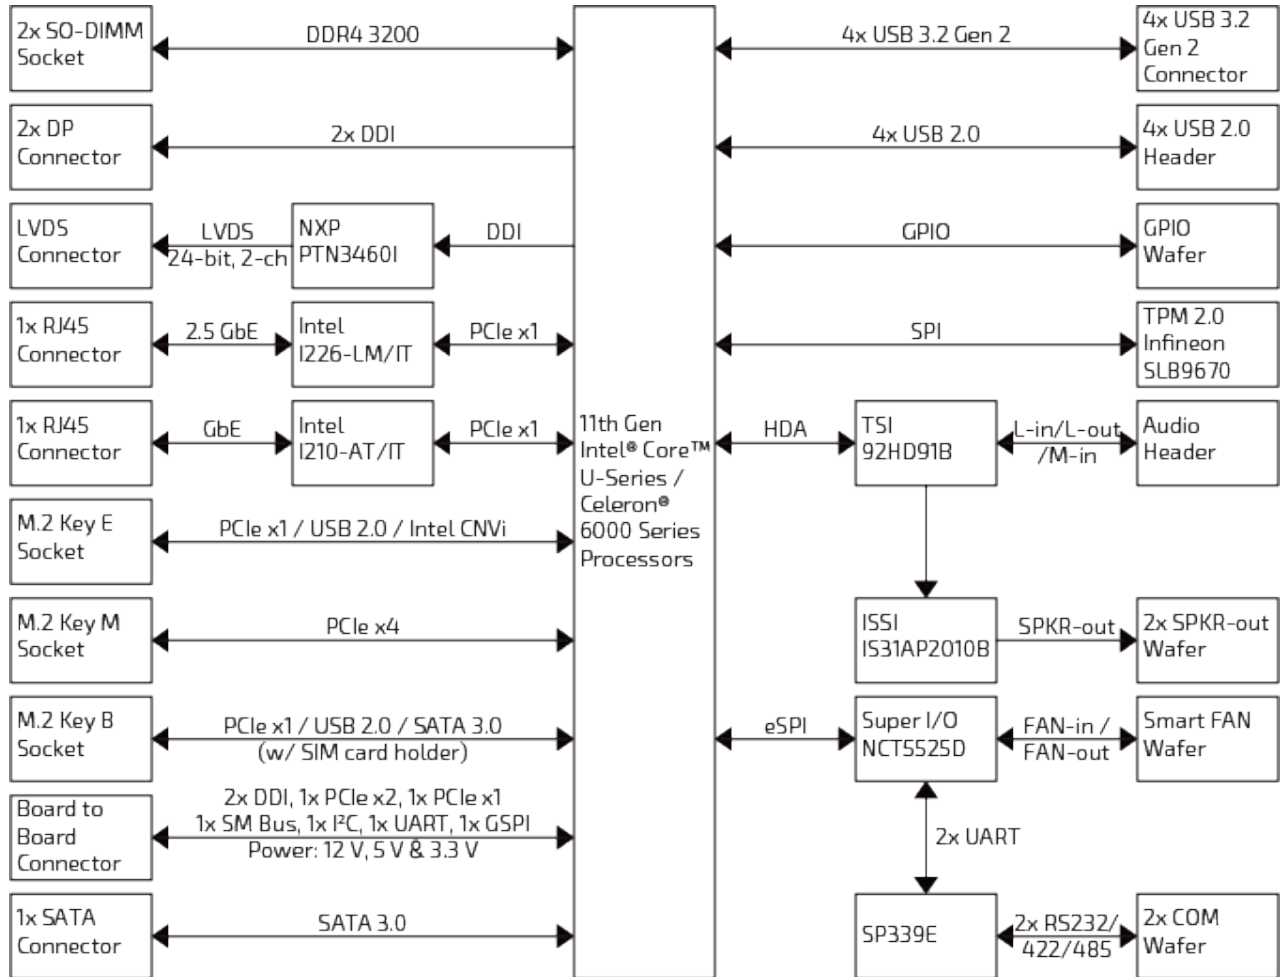 2x SO-DIMM
Socket
DDR4 3200
4x USB 3.2 Gen 2
4x USB 3.2
Gen 2
Connector
2x DP
Connector
2x DDI
4x USB 2.0
4x USB 2.0
Header
LVDS
Connector
LVDS
24-bit, 2-ch
NXP
PTN3460I
DDI
GPIO
GPIO
Wafer
1x RJ45
Connector
2.5 GbE
Intel
I226-LM/IT
PCIe x1
SPI
TPM 2.0
Infineon
SLB9670
1x RJ45
Connector
GbE
Intel
I210-AT/IT
PCIe x1
11th Gen
Intel® Core™
U-Series /
Celeron®
6000 Series
Processors
HDA
TSI
92HD91B
L-in/L-out
/M-in
Audio
Header
M.2 Key E
Socket
PCIe x1 / USB 2.0 / Intel CNVi
M.2 Key M
Socket
PCIe x4
ISSI
IS31AP2010B
SPKR-out
2x SPKR-out
Wafer
M.2 Key B
Socket
PCIe x1 / USB 2.0 / SATA 3.0
(w/ SIM card holder)
eSPI
Super I/O
NCT5525D
FAN-in /
FAN-out
Smart FAN
Wafer
Board to
Board
Connector
2x DDI, 1x PCIe x2, 1x PCIe x1
1x SM Bus, 1x I²C, 1x UART, 1x GSPI
Power: 12 V, 5 V & 3.3 V
2x UART
1x SATA
Connector
SATA 3.0
SP339E
2x RS232/
422/485
2x COM
Wafer